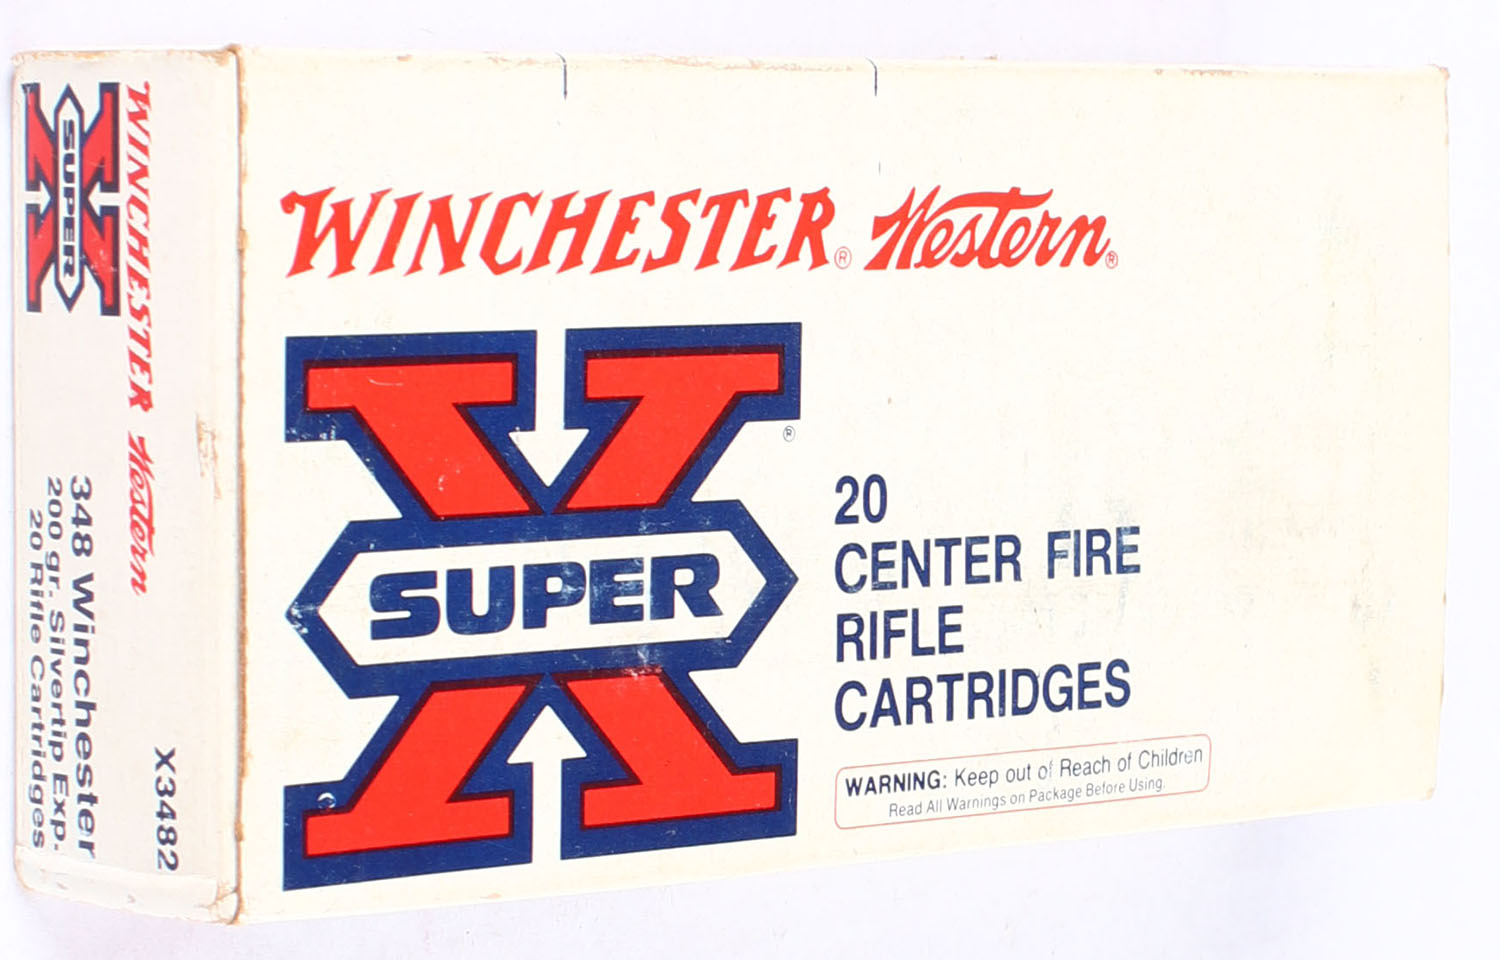 WINCHESTER® Western®
SUPER X ®
20
CENTER FIRE
RIFLE
CARTRIDGES
WARNING: Keep out of Reach of Children
Read All Warnings on Package Before Using.
SUPER X
WINCHESTER Western
X3482
348 Winchester
200 gr. Silvertip Exp.
20 Rifle Cartridges